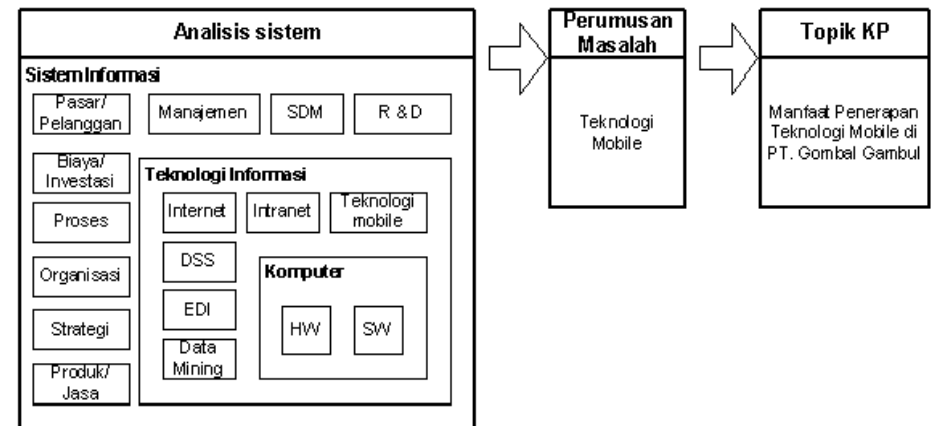 Analisis sistem
Perumusan
Masalah
Topik KP
Sistem Informasi
Pasar/
Pelanggan
Manajemen
SDM
R & D
Biaya/
Investasi
Proses
Organisasi
Strategi
Produk/
Jasa
Teknologi Informasi
Internet
Intranet
Teknologi
mobile
DSS
EDI
Data
Mining
Komputer
HW
SW
Teknologi
Mobile
Manfaat Penerapan
Teknologi Mobile di
PT. Gombal Gambul